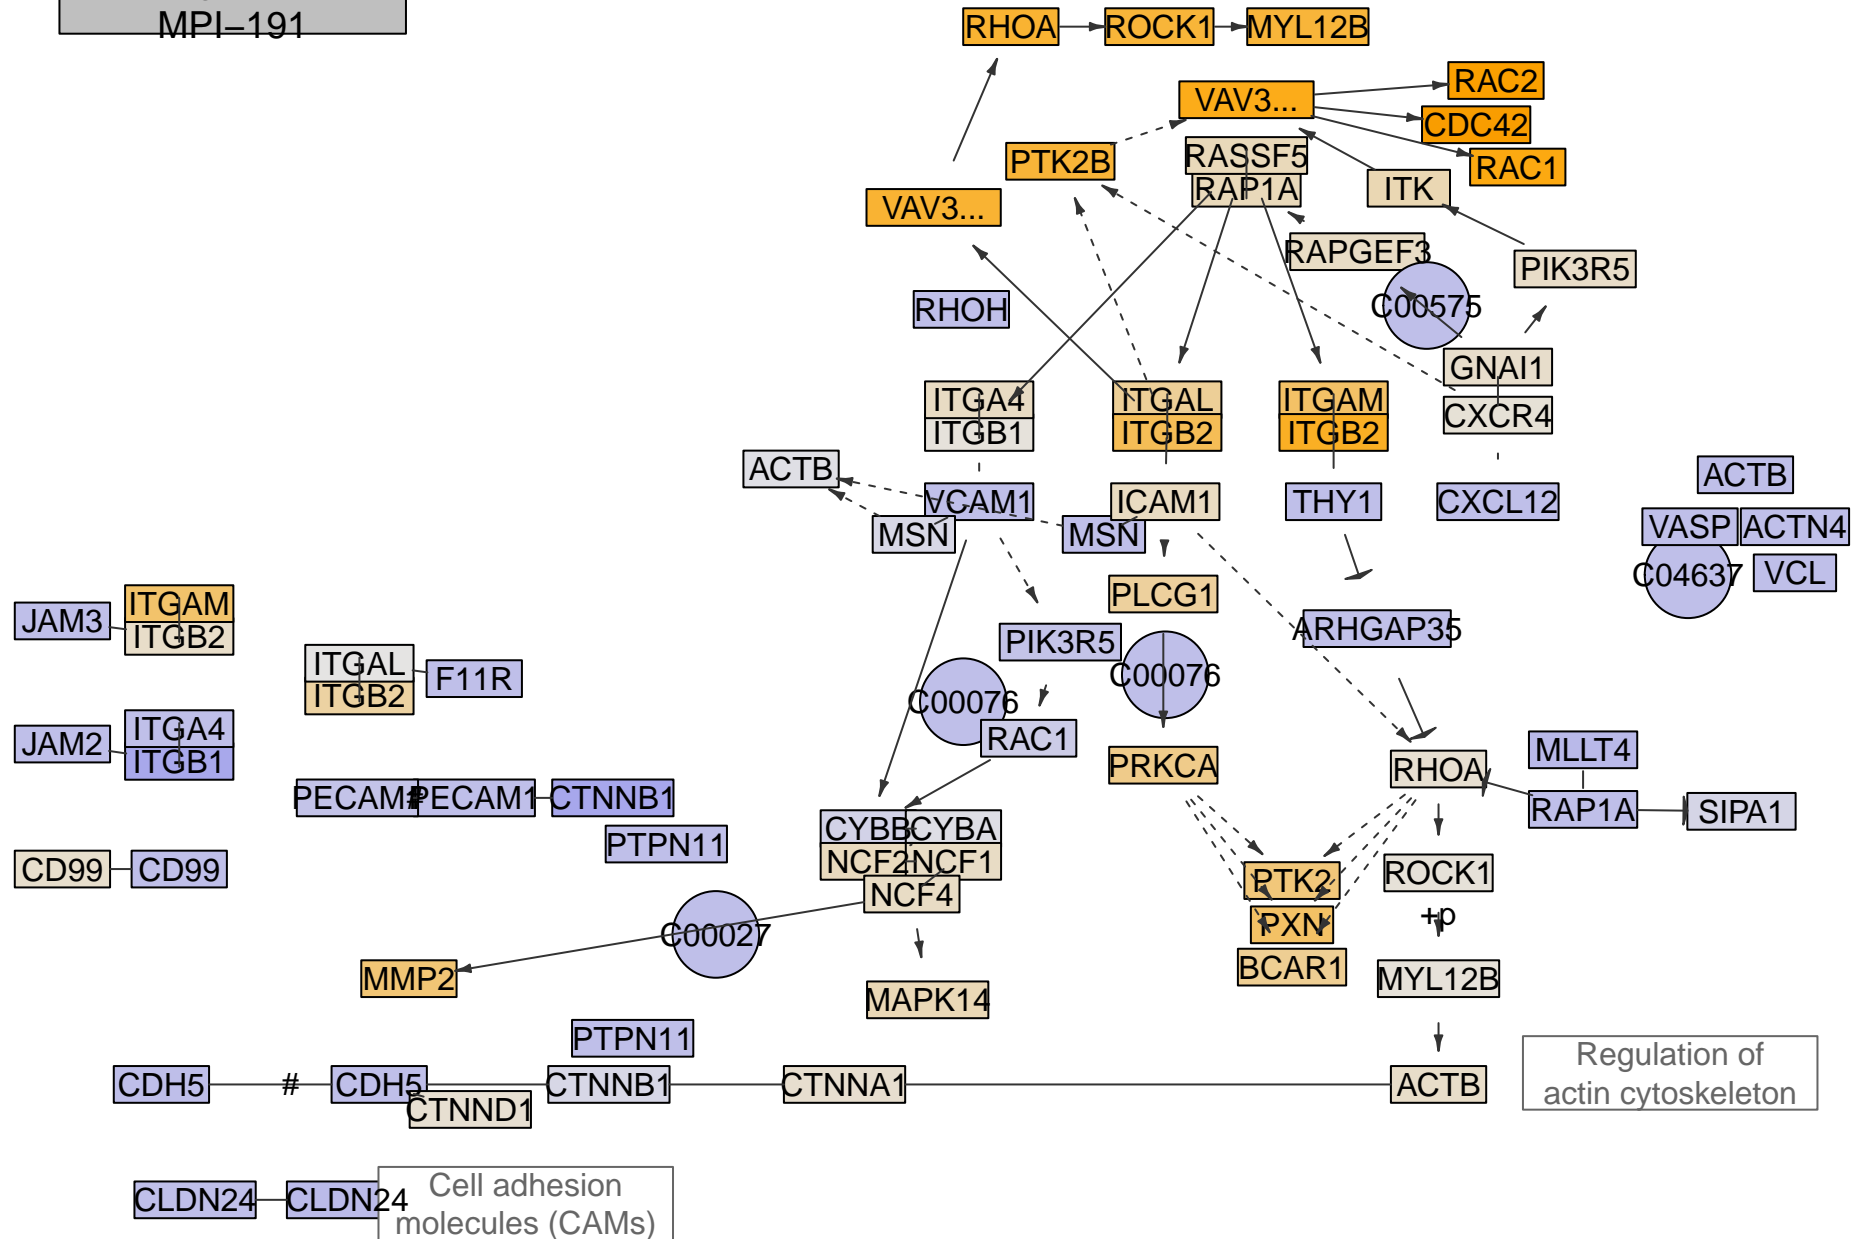 MPI−191
RHOA
ROCK1
MYL12B
RAC2
VAV3...
CDC42
RASSF5
PTK2B
RAC1
RAP1A
ITK
VAV3...
RAPGEF3
PIK3R5
C00575
RHOH
GNAI1
ITGA4
ITGAL
ITGAM
CXCR4
ITGB1
ITGB2
ITGB2
ACTB
ACTB
VCAM1
ICAM1
THY1
CXCL12
MSN
MSN
VASP
ACTN4
C04637
VCL
PLCG1
ITGAM
JAM3
ITGB2
ARHGAP35
PIK3R5
ITGAL
F11R
C00076
ITGB2
C00076
ITGA4
JAM2
RAC1
MLLT4
ITGB1
PRKCA
RHOA
PECAM1
#
PECAM1
CTNNB1
RAP1A
SIPA1
CYBB
CYBA
PTPN11
NCF2
NCF1
CD99
CD99
ROCK1
PTK2
NCF4
+p
PXN
C00027
BCAR1
MMP2
MYL12B
MAPK14
PTPN11
Regulation of
actin cytoskeleton
CDH5
#
CDH5
CTNNB1
CTNNA1
ACTB
CTNND1
CLDN24
CLDN24
Cell adhesion
molecules (CAMs)